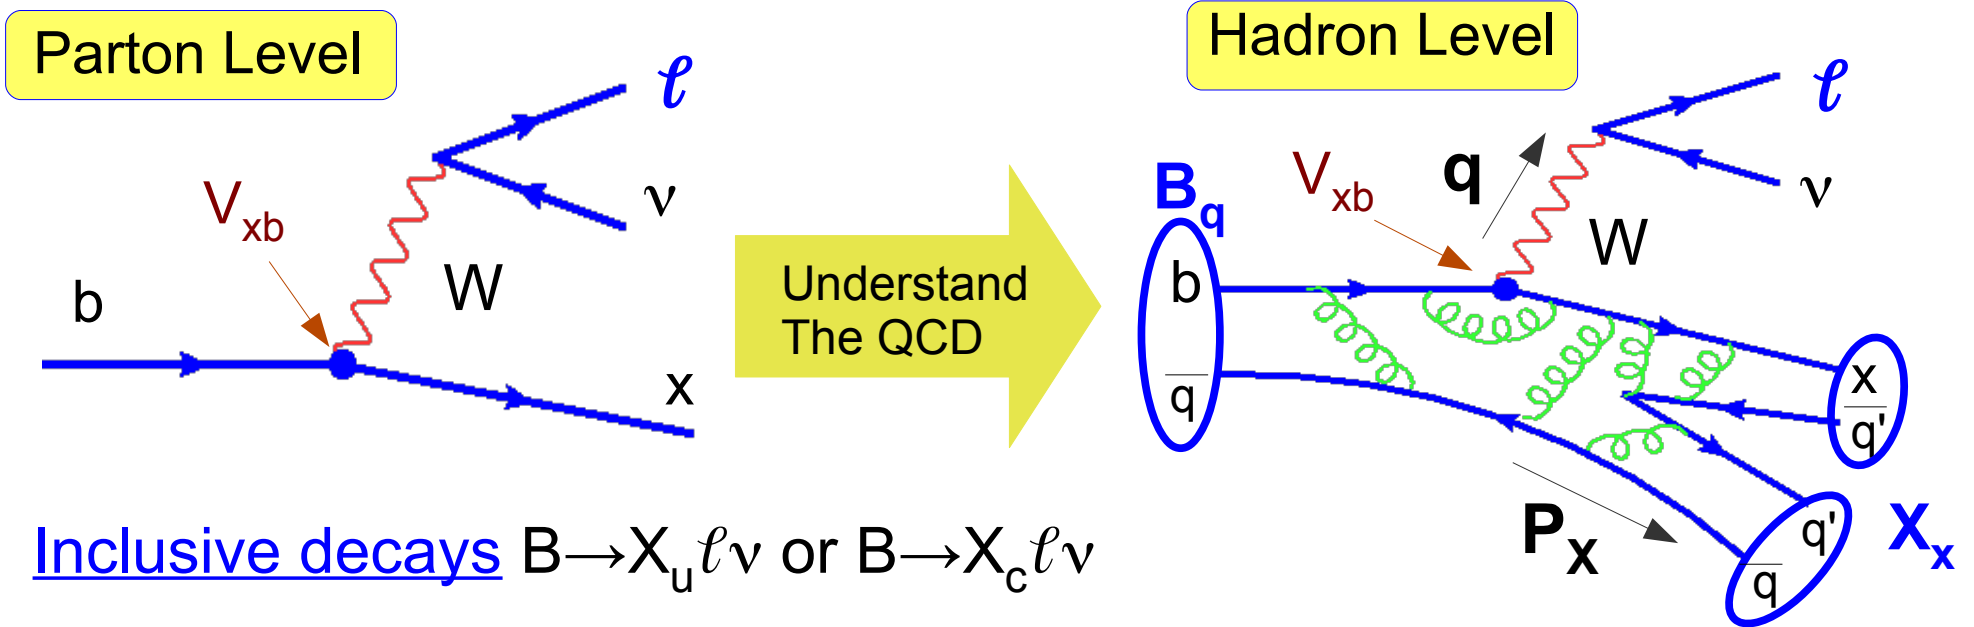 Parton Level
ℓ
ν
V_xb
W
b
x
Understand
The QCD
Hadron Level
ℓ
ν
q
V_xb
B_q
W
b
q̅
x
q̅'
q'
q̅
P_X
X_x
Inclusive decays B→X_uℓν or B→X_cℓν